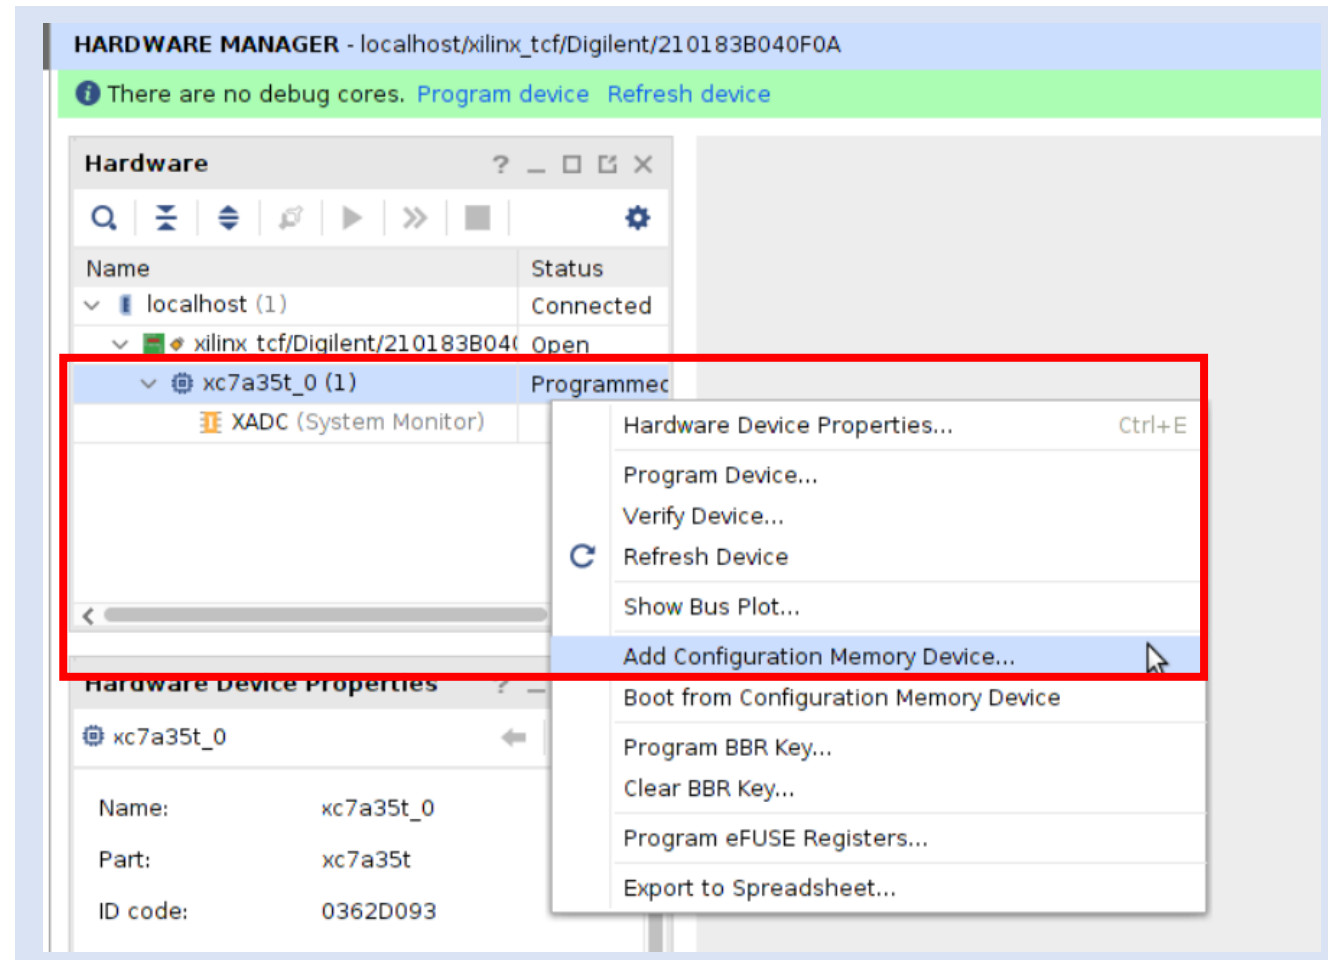 HARDWARE MANAGER - localhost/xilinx_tcf/Digilent/210183B040F0A
There are no debug cores. Program device Refresh device
Hardware
Name Status
localhost (1) Connected
xilinx_tcf/Digilent/210183B040 Open
xc7a35t_0 (1) Programmed
XADC (System Monitor)
Hardware Device Properties... Ctrl+E
Program Device...
Verify Device...
Refresh Device
Show Bus Plot...
Add Configuration Memory Device...
Boot from Configuration Memory Device
Program BBR Key...
Clear BBR Key...
Program eFUSE Registers...
Export to Spreadsheet...
Hardware Device Properties
xc7a35t_0
Name: xc7a35t_0
Part: xc7a35t
ID code: 0362D093